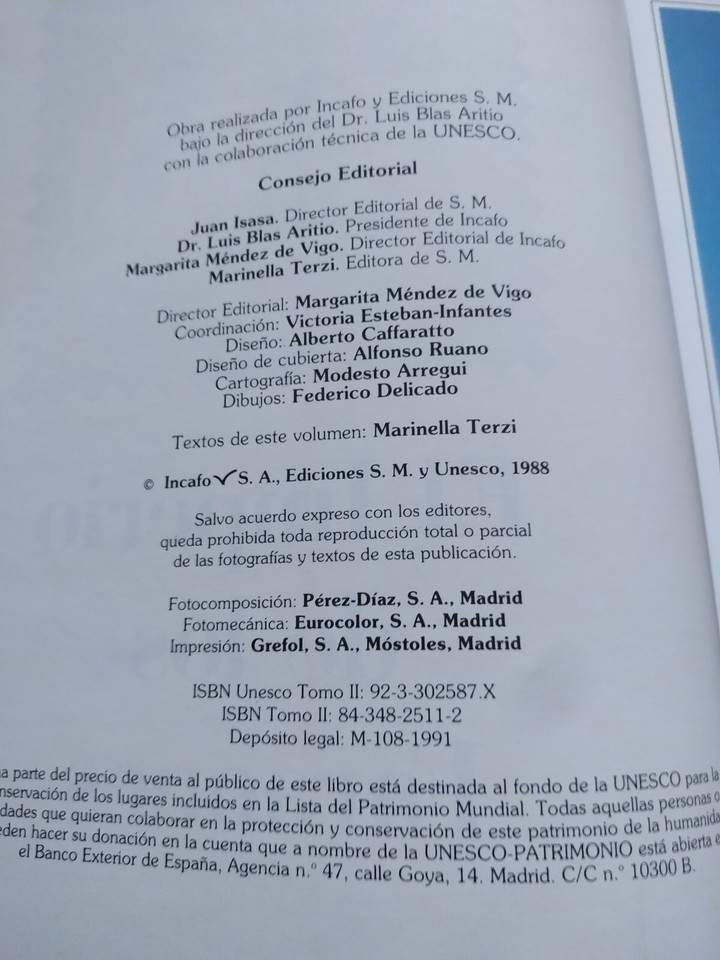 Obra realizada por Incafo y Ediciones S. M.
bajo la dirección del Dr. Luis Blas Aritio
con la colaboración técnica de la UNESCO.
Consejo Editorial
Juan Isasa. Director Editorial de S. M.
Dr. Luis Blas Aritio. Presidente de Incafo
Margarita Méndez de Vigo. Director Editorial de Incafo
Marinella Terzi. Editora de S. M.
Director Editorial: Margarita Méndez de Vigo
Coordinación: Victoria Esteban-Infantes
Diseño: Alberto Caffaratto
Diseño de cubierta: Alfonso Ruano
Cartografía: Modesto Arregui
Dibujos: Federico Delicado
Textos de este volumen: Marinella Terzi
© Incafo S. A., Ediciones S. M. y Unesco, 1988
Salvo acuerdo expreso con los editores,
queda prohibida toda reproducción total o parcial
de las fotografías y textos de esta publicación.
Fotocomposición: Pérez-Díaz, S. A., Madrid
Fotomecánica: Eurocolor, S. A., Madrid
Impresión: Grefol, S. A., Móstoles, Madrid
ISBN Unesco Tomo II: 92-3-302587.X
ISBN Tomo II: 84-348-2511-2
Depósito legal: M-108-1991
a parte del precio de venta al público de este libro está destinada al fondo de la UNESCO para la
nservación de los lugares incluidos en la Lista del Patrimonio Mundial. Todas aquellas personas o
dades que quieran colaborar en la protección y conservación de este patrimonio de la humanida
eden hacer su donación en la cuenta que a nombre de la UNESCO-PATRIMONIO está abierta e
el Banco Exterior de España, Agencia n.º 47, calle Goya, 14. Madrid. C/C n.º 10300 B.